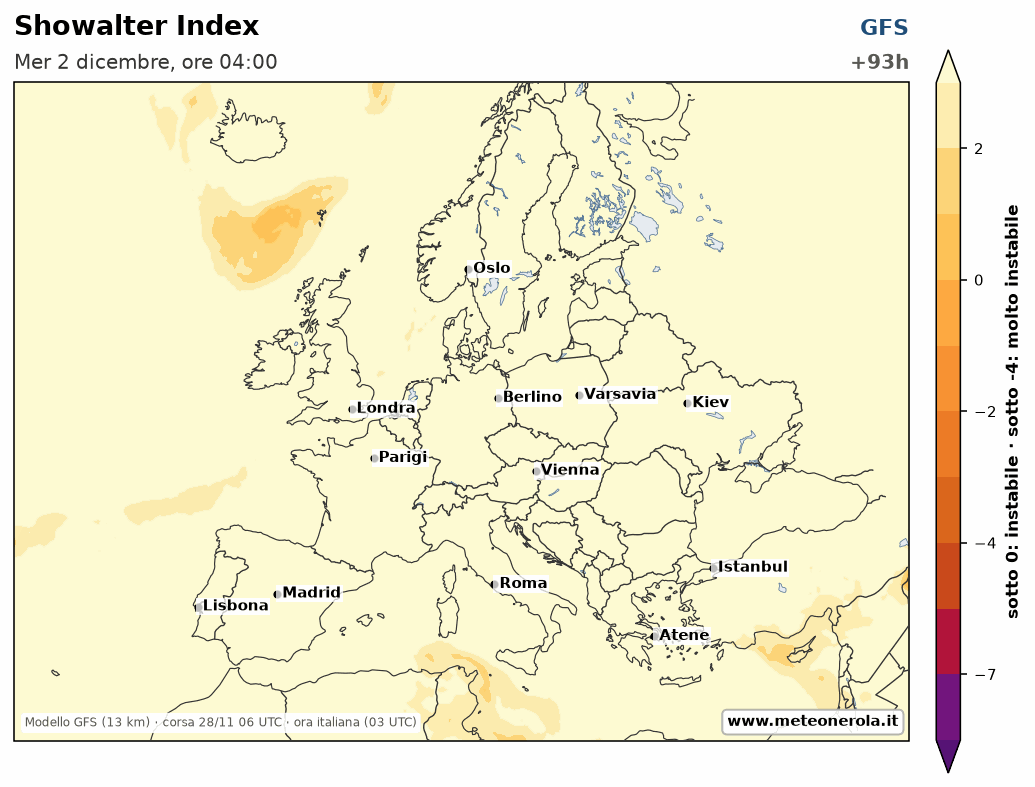 Showalter Index
GFS
Mer 2 dicembre, ore 04:00
+93h
Oslo
Berlino
Varsavia
Kiev
Londra
Parigi
Vienna
Istanbul
Roma
Madrid
Lisbona
Atene
Modello GFS (13 km) · corsa 28/11 06 UTC · ora italiana (03 UTC)
www.meteonerola.it
2
0
−2
−4
−7
sotto 0: instabile · sotto -4: molto instabile